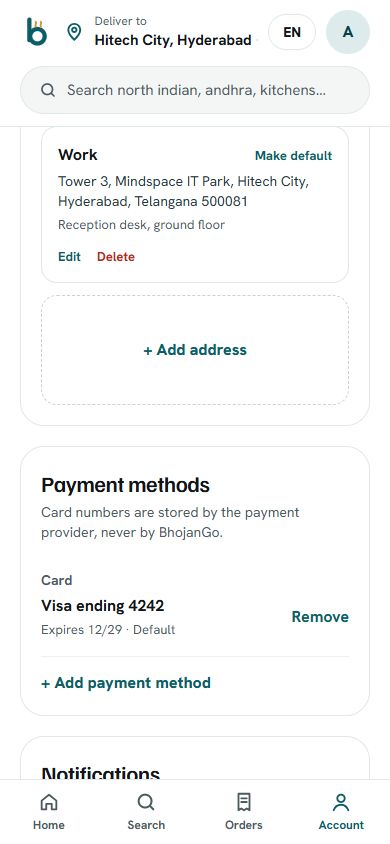 Deliver to
Hitech City, Hyderabad
EN
A
Search north indian, andhra, kitchens...
Work
Make default
Tower 3, Mindspace IT Park, Hitech City,
Hyderabad, Telangana 500081
Reception desk, ground floor
Edit Delete
+ Add address
Payment methods
Card numbers are stored by the payment
provider, never by BhojanGo.
Card
Visa ending 4242
Expires 12/29 · Default
Remove
+ Add payment method
Notifications
Home Search Orders Account